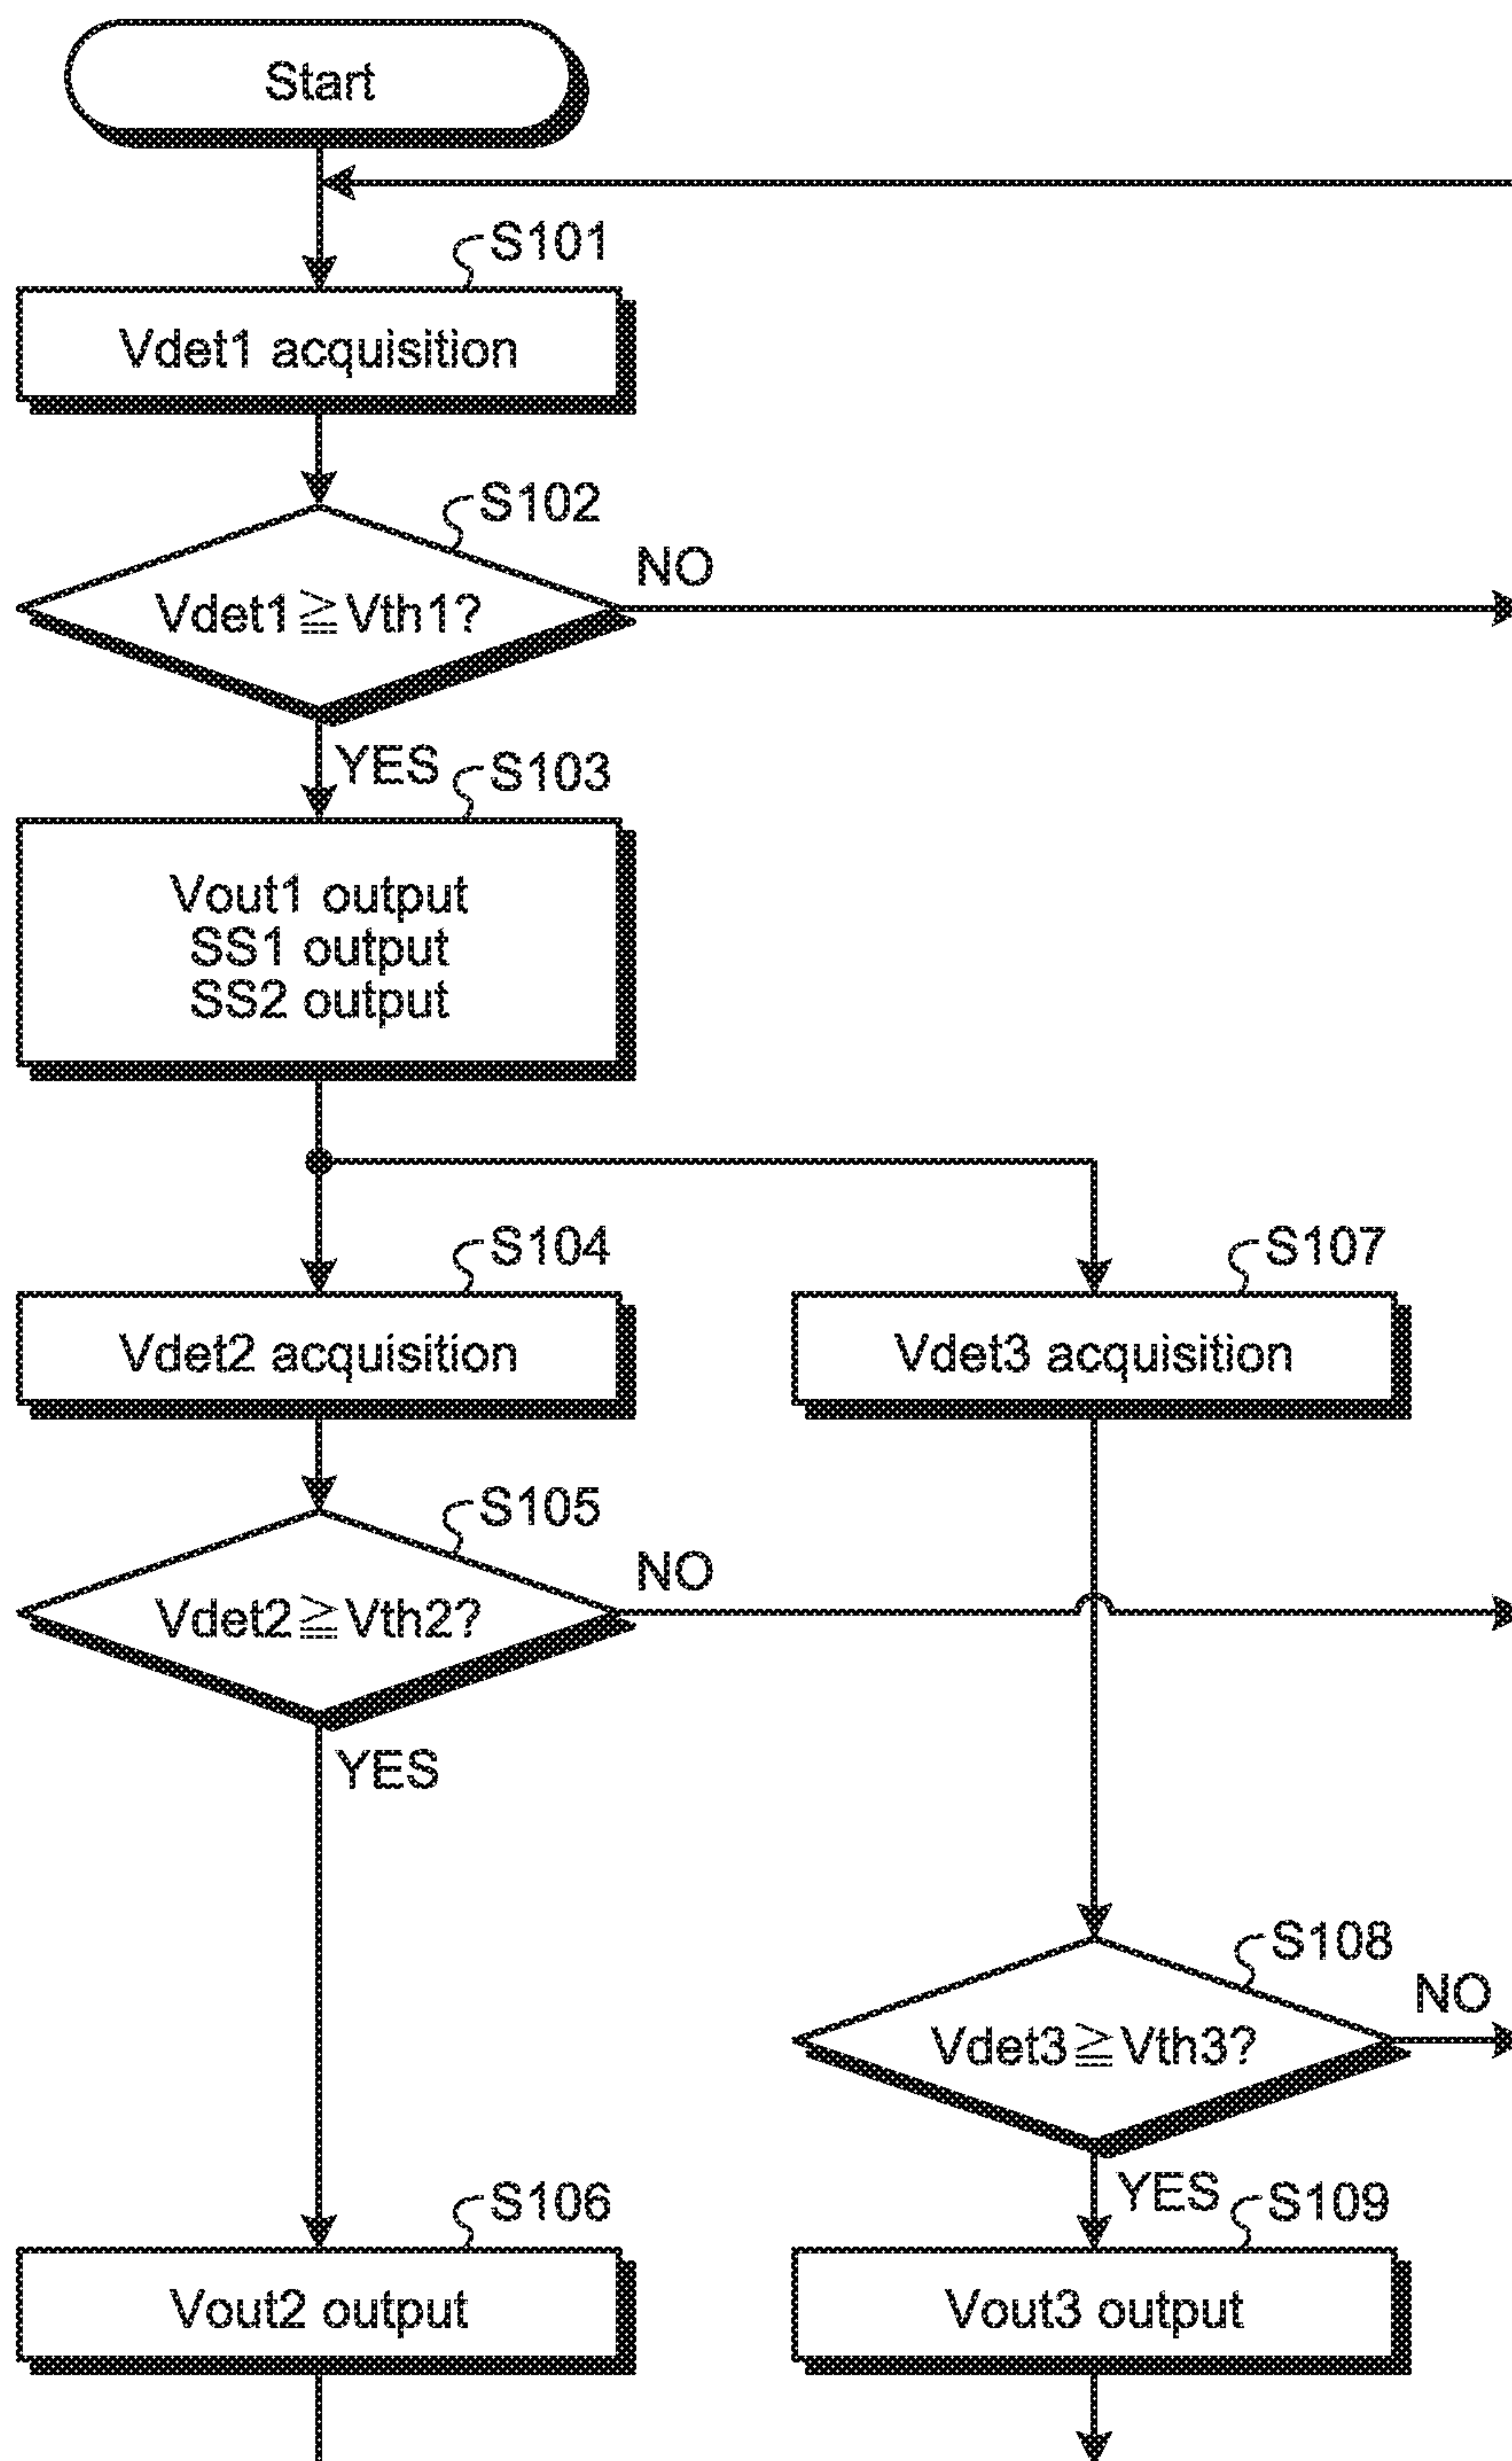 Start
S101
Vdet1 acquisition
S102
NO
Vdet1≧Vth1?
YES
S103
Vout1 output
SS1 output
SS2 output
S104
S107
Vdet2 acquisition
Vdet3 acquisition
S105
NO
Vdet2≧Vth2?
YES
S108
NO
Vdet3≧Vth3?
YES
S106
S109
Vout2 output
Vout3 output